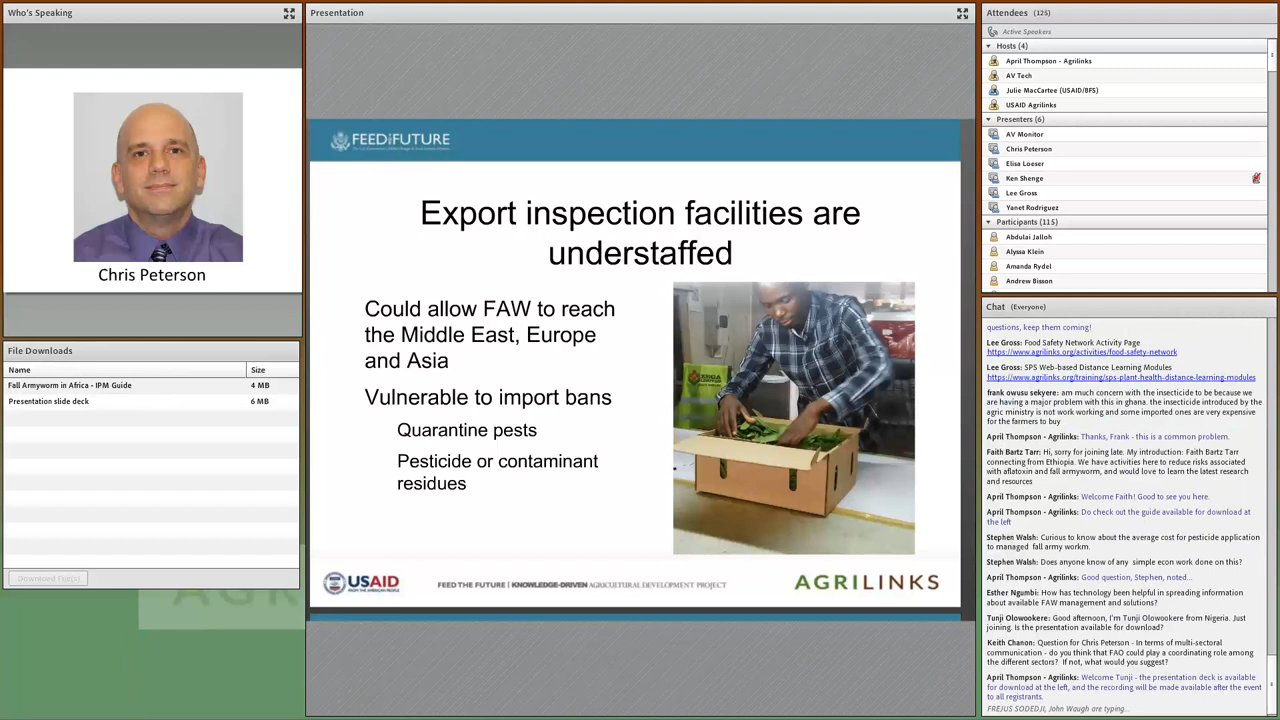 Who's Speaking
Chris Peterson
File Downloads
Name
Size
Fall Armyworm in Africa - IPM Guide
4 MB
Presentation slide deck
6 MB
Download File(s)
Presentation
FEED THE FUTURE
Export inspection facilities are
understaffed
Could allow FAW to reach
the Middle East, Europe
and Asia
Vulnerable to import bans
Quarantine pests
Pesticide or contaminant
residues
USAID
FROM THE AMERICAN PEOPLE
FEED THE FUTURE | KNOWLEDGE-DRIVEN AGRICULTURAL DEVELOPMENT PROJECT
AGRILINKS
Attendees (125)
Active Speakers
Hosts (4)
April Thompson - Agrilinks
AV Tech
Julie MacCartee (USAID/BFS)
USAID Agrilinks
Presenters (6)
AV Monitor
Chris Peterson
Elisa Loeser
Ken Shenge
Lee Gross
Yanet Rodriguez
Participants (115)
Abdulai Jalloh
Alyssa Klein
Amanda Rydel
Andrew Bisson
Chat (Everyone)
questions, keep them coming!
Lee Gross: Food Safety Network Activity Page
https://www.agrilinks.org/activities/food-safety-network
Lee Gross: SPS Web-based Distance Learning Modules
https://www.agrilinks.org/training/sps-plant-health-distance-learning-modules
frank owusu sekyere: am much concern with the insecticide to be because we
are having a major problem with this in ghana. the insecticide introduced by the
agric ministry is not work working and some imported ones are very expensive
for the farmers to buy
April Thompson - Agrilinks: Thanks, Frank - this is a common problem.
Faith Bartz Tarr: Hi, sorry for joining late. My introduction: Faith Bartz Tarr
connecting from Ethiopia. We have activities here to reduce risks associated
with aflatoxin and fall armyworm, and would love to learn the latest research
and resources
April Thompson - Agrilinks: Welcome Faith! Good to see you here.
April Thompson - Agrilinks: Do check out the guide available for download at
the left
Stephen Walsh: Curious to know about the average cost for pesticide application
to managed fall army workm.
Stephen Walsh: Does anyone know of any simple econ work done on this?
April Thompson - Agrilinks: Good question, Stephen, noted...
Esther Ngumbi: How has technology been helpful in spreading information
about available FAW management and solutions?
Tunji Olowookere: Good afternoon, I'm Tunji Olowookere from Nigeria. Just
joining. Is the presentation available for download?
Keith Chanon: Question for Chris Peterson - In terms of multi-sectoral
communication - do you think that FAO could play a coordinating role among
the different sectors? If not, what would you suggest?
April Thompson - Agrilinks: Welcome Tunji - the presentation deck is available
for download at the left, and the recording will be made available after the event
to all registrants.
FREJUS SODEDJI, John Waugh are typing...